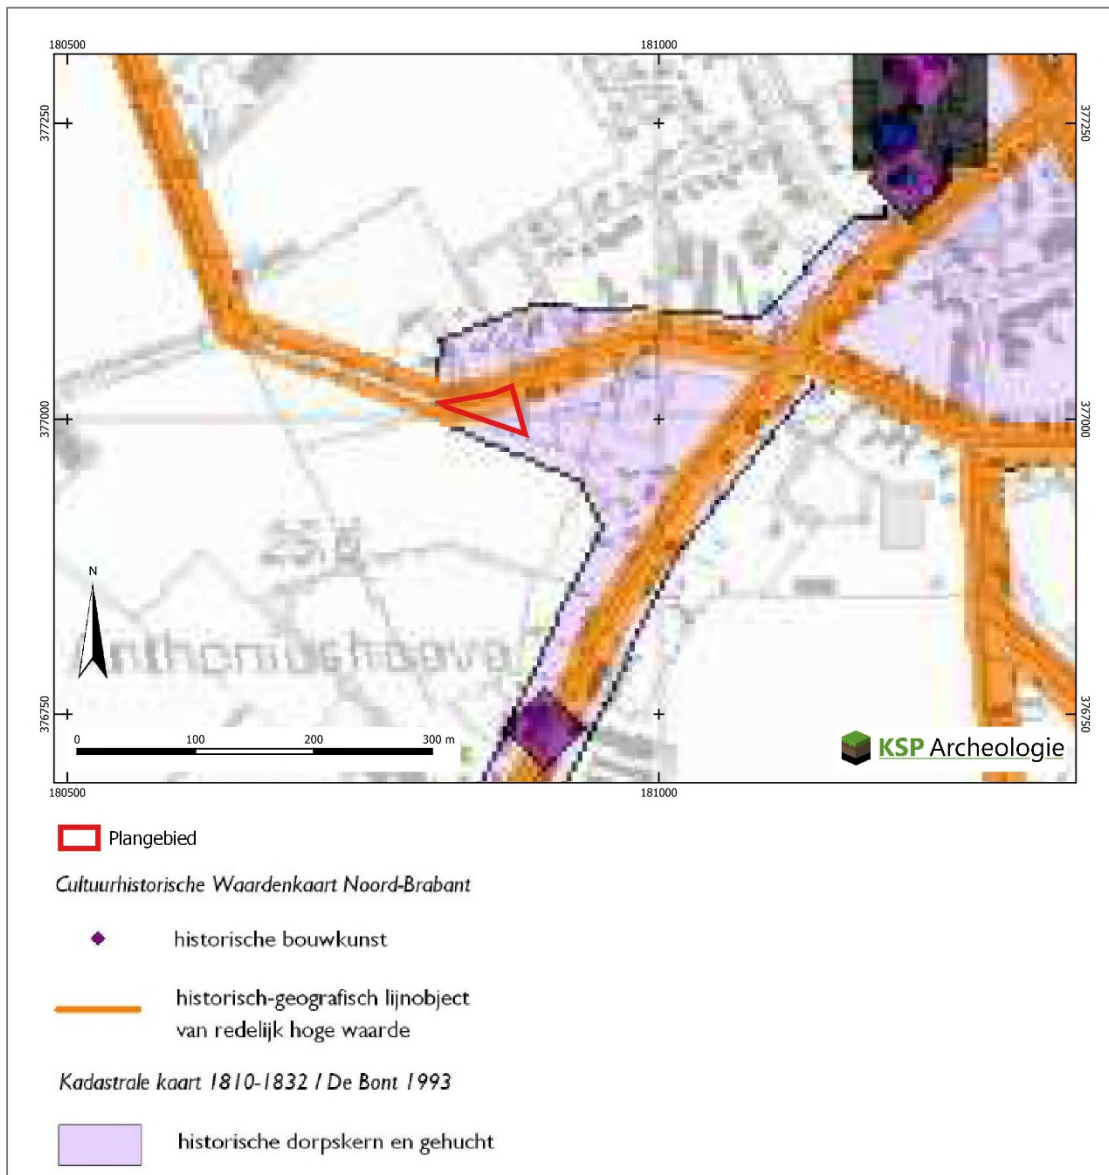 180500 181000
377250 377250
377000 377000
N
376750 376750
0 100 200 300 m
KSP Archeologie
180500 181000
Plangebied
Cultuurhistorische Waardenkaart Noord-Brabant
historische bouwkunst
historisch-geografisch lijnobject
van redelijk hoge waarde
Kadastrale kaart 1810-1832 / De Bont 1993
historische dorpskern en gehucht